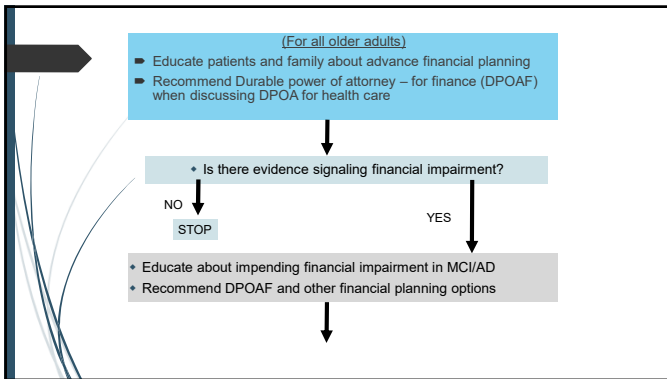 (For all older adults)
Educate patients and family about advance financial planning
Recommend Durable power of attorney – for finance (DPOAF)
when discussing DPOA for health care
Is there evidence signaling financial impairment?
NO
YES
STOP
Educate about impending financial impairment in MCI/AD
Recommend DPOAF and other financial planning options